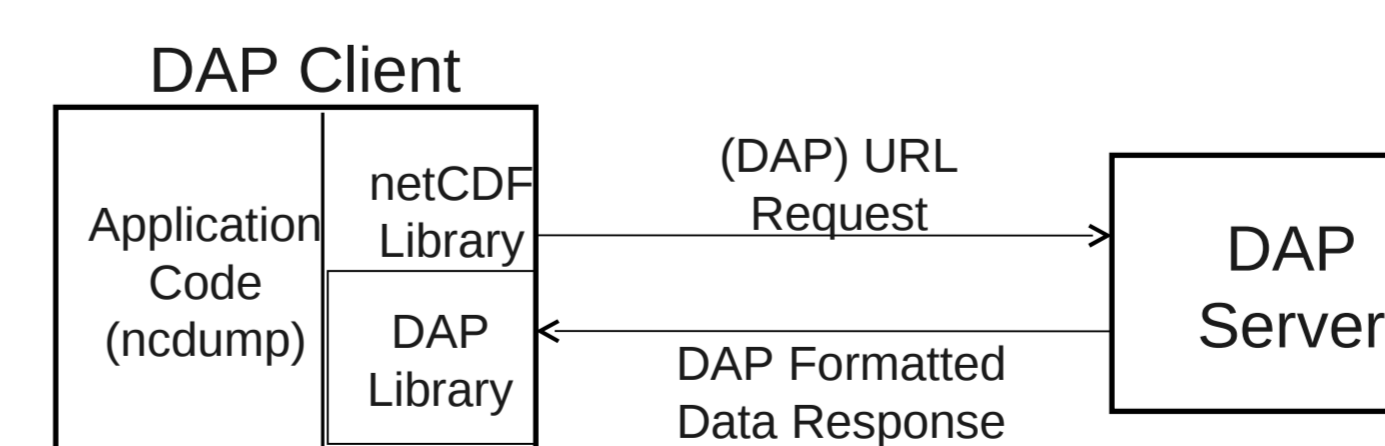 DAP Client
Application
Code
(ncdump)
netCDF
Library
DAP
Library
(DAP) URL
Request
DAP Formatted
Data Response
DAP
Server